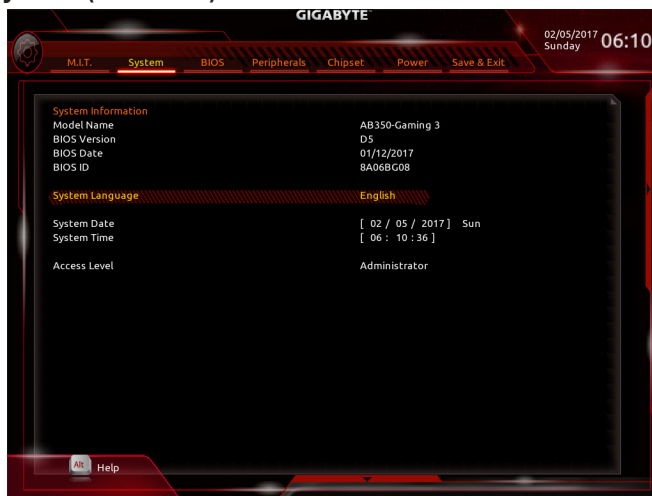 GIGABYTE
02/05/2017
Sunday
06:10
M.I.T. System BIOS Peripherals Chipset Power Save & Exit
System Information
Model Name AB350-Gaming 3
BIOS Version D5
BIOS Date 01/12/2017
BIOS ID 8A06BG08
System Language English
System Date [ 02 / 05 / 2017 ] Sun
System Time [ 06 : 10 : 36 ]
Access Level Administrator
Alt Help